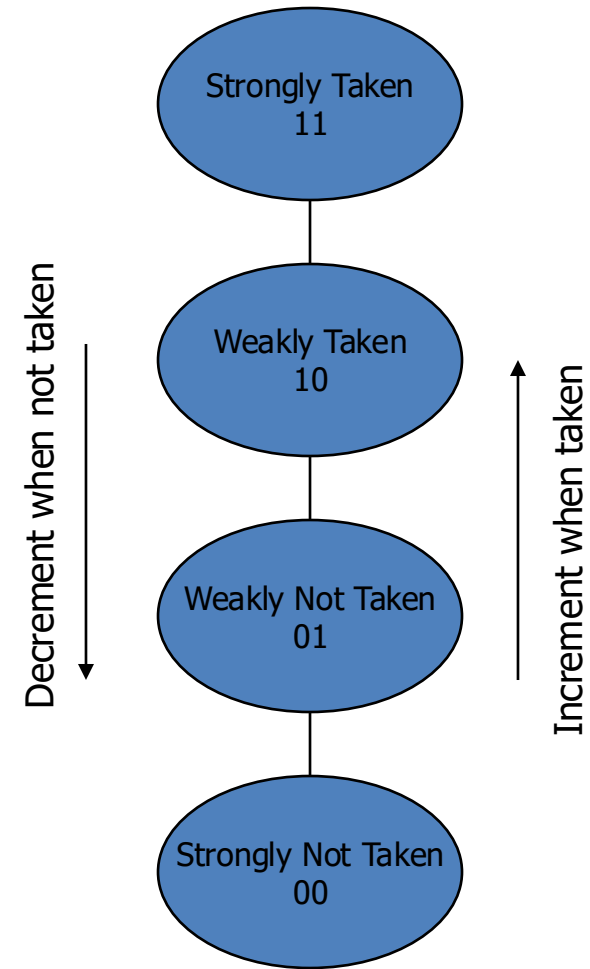 Strongly Taken
11
Weakly Taken
10
Decrement when not taken
Increment when taken
Weakly Not Taken
01
Strongly Not Taken
00